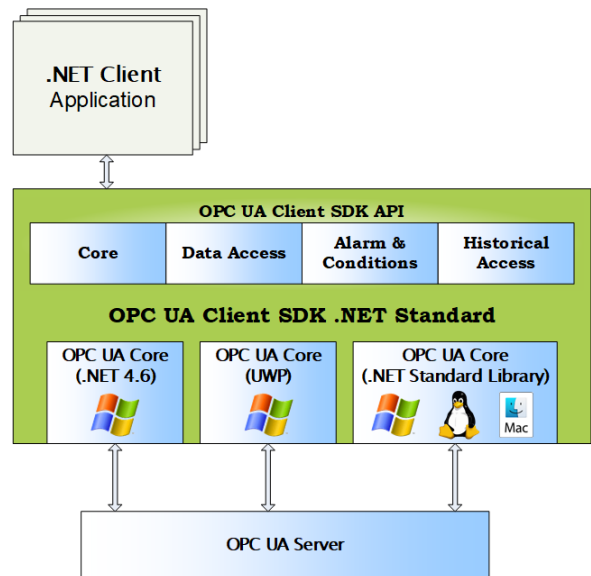 .NET Client
Application
OPC UA Client SDK API
Core
Data Access
Alarm &
Conditions
Historical
Access
OPC UA Client SDK .NET Standard
OPC UA Core
(.NET 4.6)
OPC UA Core
(UWP)
OPC UA Core
(.NET Standard Library)
Mac
OPC UA Server